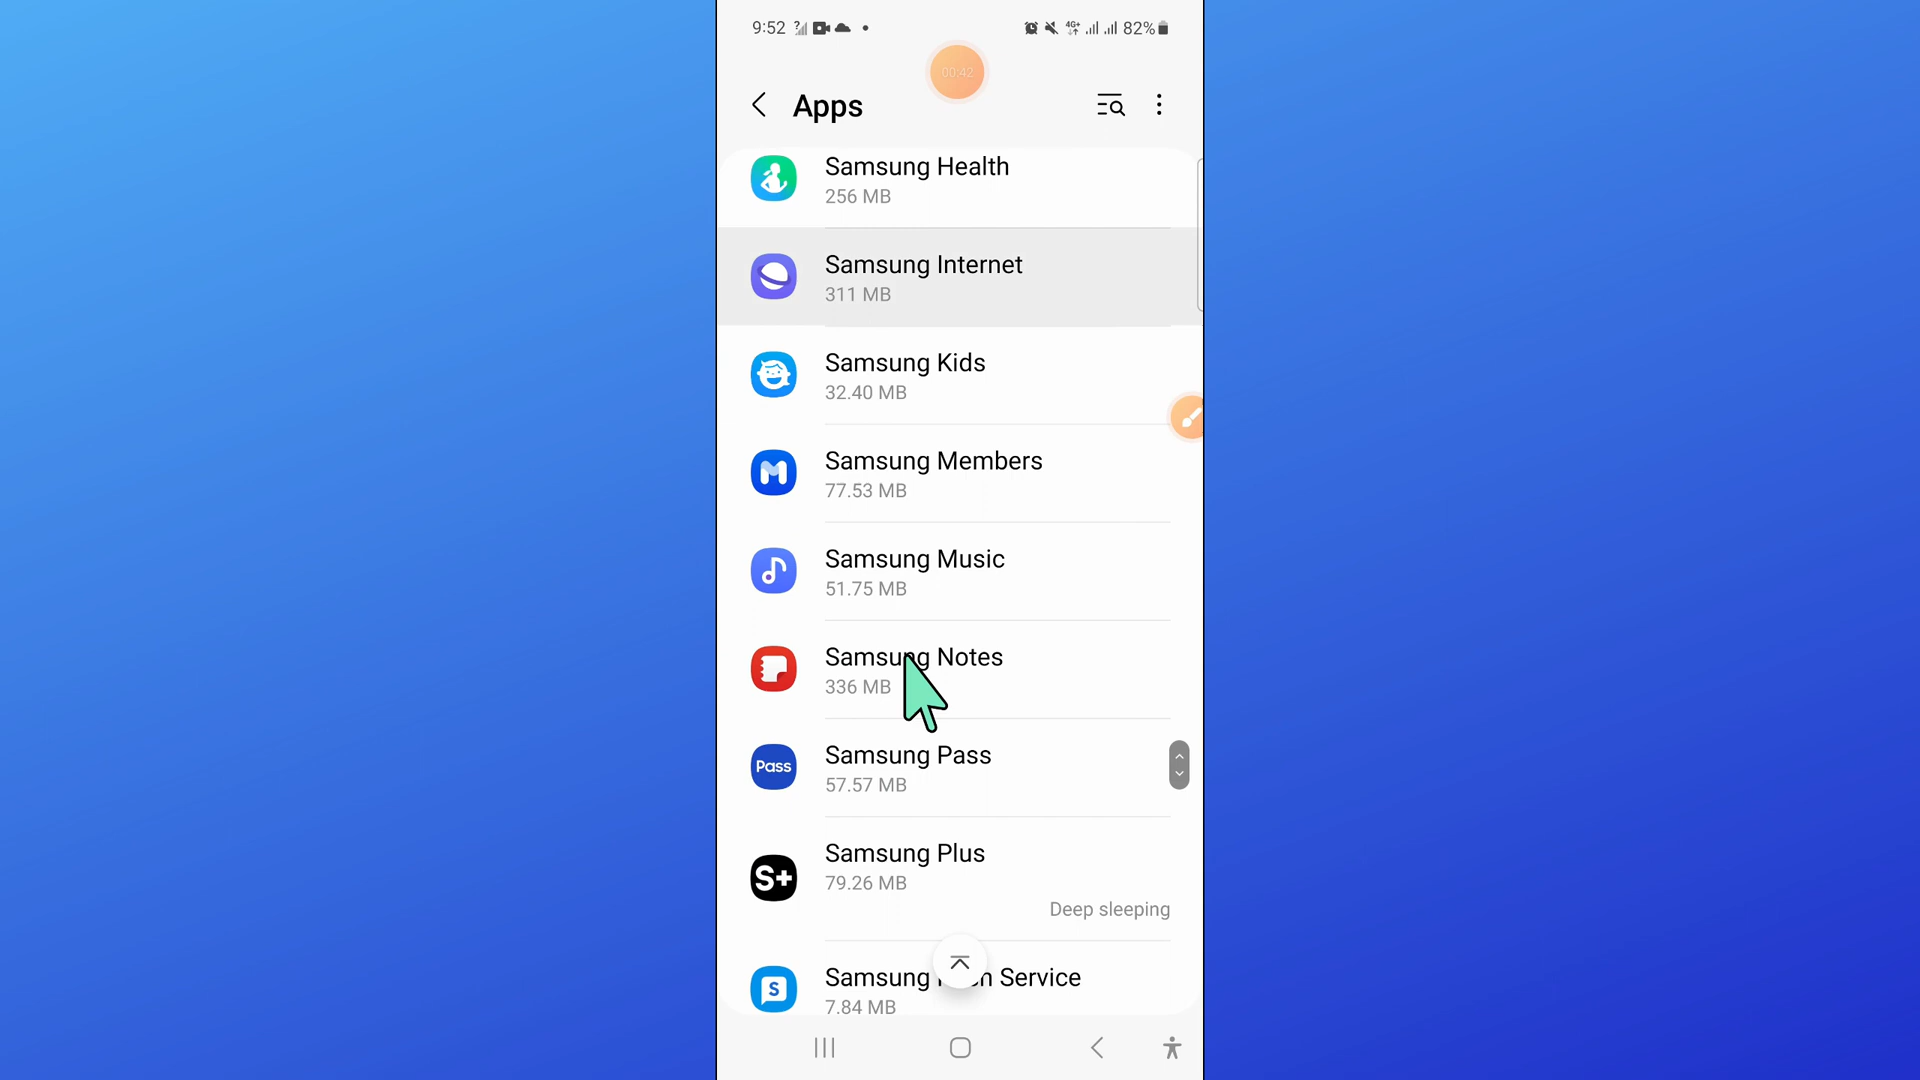 9:52
4G+ 82%
00:42
Apps
Samsung Health
256 MB
Samsung Internet
311 MB
Samsung Kids
32.40 MB
Samsung Members
77.53 MB
Samsung Music
51.75 MB
Samsung Notes
336 MB
Pass
Samsung Pass
57.57 MB
S+
Samsung Plus
79.26 MB
Deep sleeping
S
Samsung Service
7.84 MB